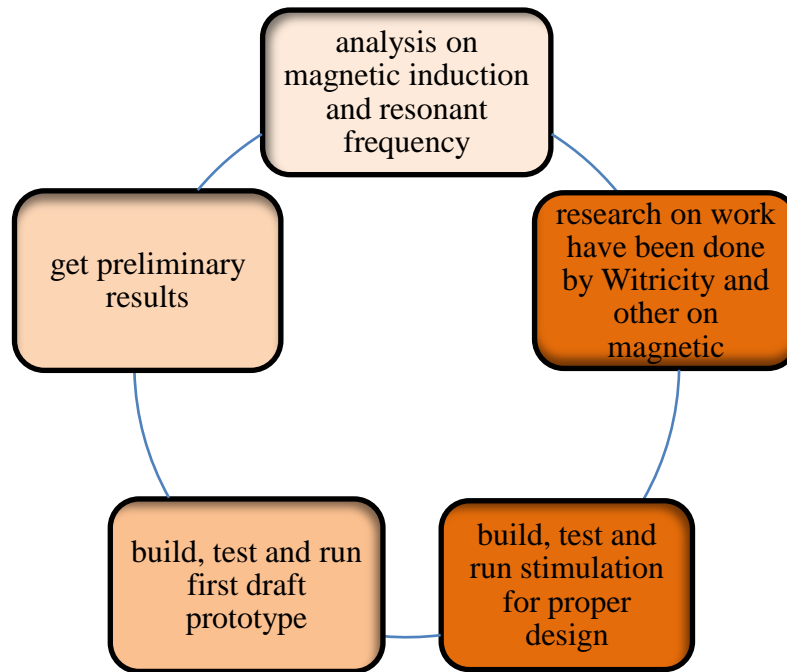 analysis on
magnetic induction
and resonant
frequency
research on work
have been done
by Witricity and
other on
magnetic
build, test and
run stimulation
for proper
design
build, test and run
first draft
prototype
get preliminary
results